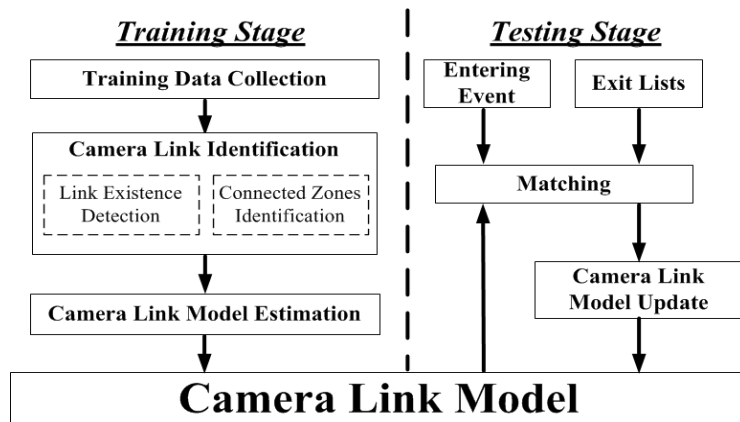 Training Stage
Training Data Collection
Camera Link Identification
Link Existence
Detection
Connected Zones
Identification
Camera Link Model Estimation
Testing Stage
Entering
Event
Exit Lists
Matching
Camera Link
Model Update
Camera Link Model